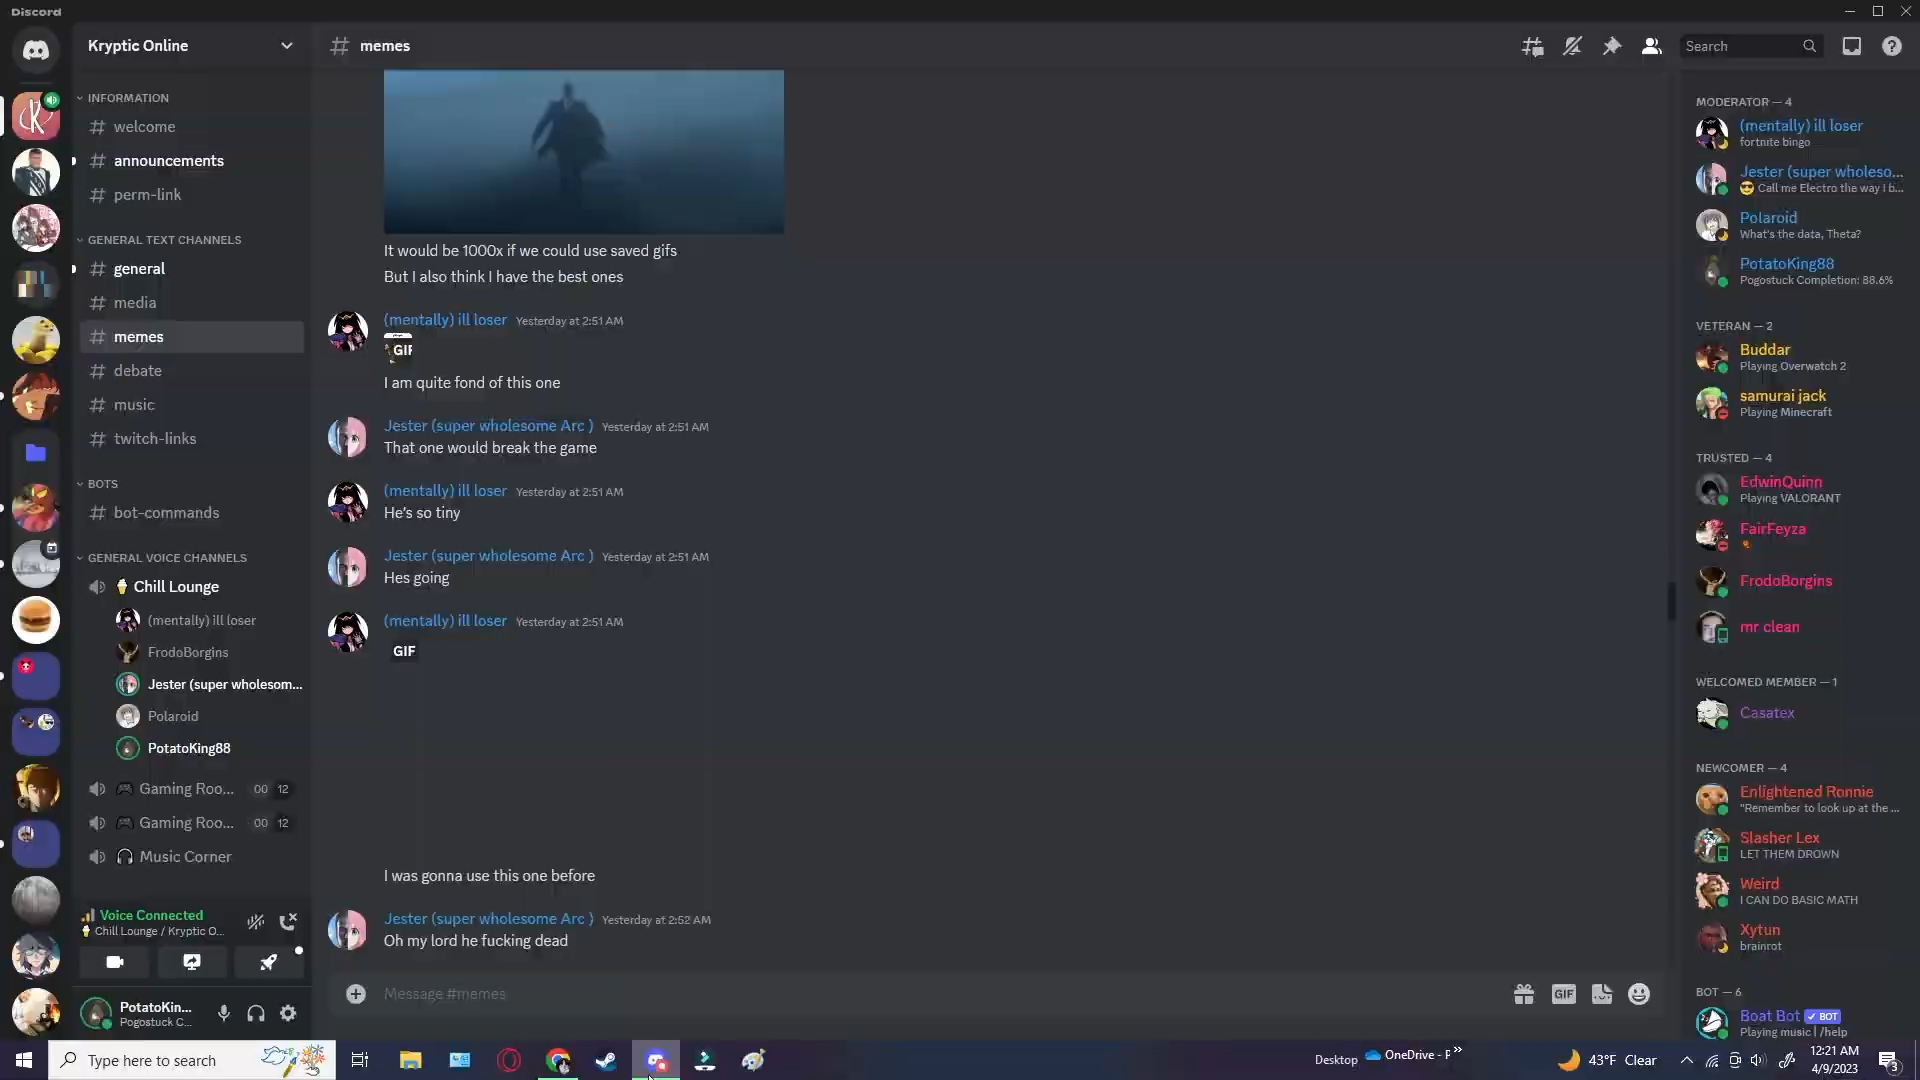 Discord
Kryptic Online
memes
Search
INFORMATION
welcome
announcements
perm-link
GENERAL TEXT CHANNELS
general
media
memes
debate
music
twitch-links
BOTS
bot-commands
GENERAL VOICE CHANNELS
Chill Lounge
(mentally) ill loser
FrodoBorgins
Jester (super wholesom...
Polaroid
PotatoKing88
Gaming Roo... 00 12
Gaming Roo... 00 12
Music Corner
Voice Connected
Chill Lounge / Kryptic O...
PotatoKin...
Pogostuck C...
It would be 1000x if we could use saved gifs
But I also think I have the best ones
(mentally) ill loser Yesterday at 2:51 AM
GIF
I am quite fond of this one
Jester (super wholesome Arc ) Yesterday at 2:51 AM
That one would break the game
(mentally) ill loser Yesterday at 2:51 AM
He's so tiny
Jester (super wholesome Arc ) Yesterday at 2:51 AM
Hes going
(mentally) ill loser Yesterday at 2:51 AM
GIF
I was gonna use this one before
Jester (super wholesome Arc ) Yesterday at 2:52 AM
Oh my lord he fucking dead
Message #memes
GIF
MODERATOR — 4
(mentally) ill loser
fortnite bingo
Jester (super wholeso...
😎 Call me Electro the way I b...
Polaroid
What's the data, Theta?
PotatoKing88
Pogostuck Completion: 88.6%
VETERAN — 2
Buddar
Playing Overwatch 2
samurai jack
Playing Minecraft
TRUSTED — 4
EdwinQuinn
Playing VALORANT
FairFeyza
FrodoBorgins
mr clean
WELCOMED MEMBER — 1
Casatex
NEWCOMER — 4
Enlightened Ronnie
"Remember to look up at the ...
Slasher Lex
LET THEM DROWN
Weird
I CAN DO BASIC MATH
Xytun
brainrot
BOT — 6
Boat Bot ✓ BOT
Playing music | /help
Type here to search
Desktop
OneDrive - P
43°F Clear
12:21 AM
4/9/2023
3